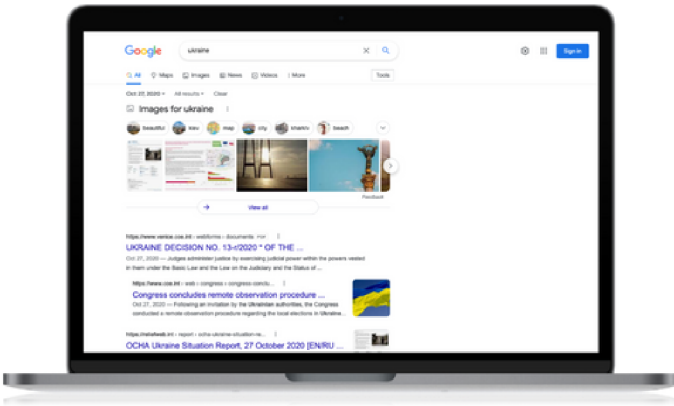 Google
ukraine
Sign in
All Maps Images News Videos More Tools
Oct 27, 2020 All results Clear
Images for ukraine
beautiful kiev map city kharkiv beach
Feedback
View all
https://www.venice.coe.int › webforms › documents PDF
UKRAINE DECISION NO. 13-r/2020 * OF THE ...
Oct 27, 2020 — Judges administer justice by exercising judicial power within the powers vested
in them under the Basic Law and the Law on the Judiciary and the Status of ...
https://www.coe.int › web › congress › congress-conclu...
Congress concludes remote observation procedure ...
Oct 27, 2020 — Following an invitation by the Ukrainian authorities, the Congress
conducted a remote observation procedure regarding the local elections in Ukraine...
https://reliefweb.int › report › ocha-ukraine-situation-re...
OCHA Ukraine Situation Report, 27 October 2020 [EN/RU ...